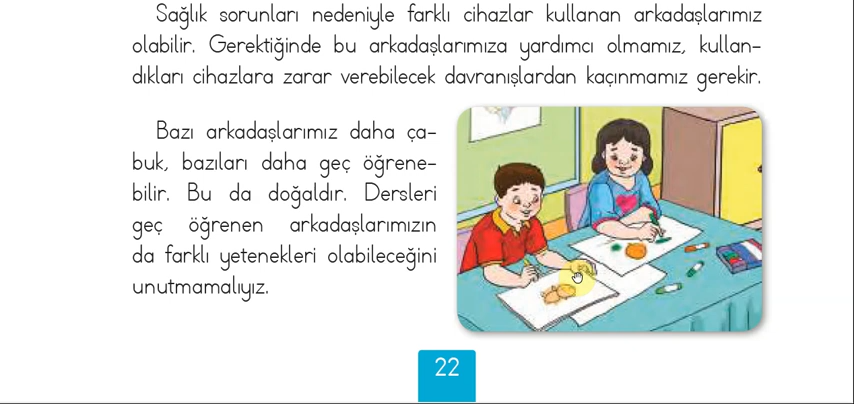 Sağlık sorunları nedeniyle farklı cihazlar kullanan arkadaşlarımız
olabilir. Gerektiğinde bu arkadaşlarımıza yardımcı olmamız, kullan-
dıkları cihazlara zarar verebilecek davranışlardan kaçınmamız gerekir.
Bazı arkadaşlarımız daha ça-
buk, bazıları daha geç öğrene-
bilir. Bu da doğaldır. Dersleri
geç öğrenen arkadaşlarımızın
da farklı yetenekleri olabileceğini
unutmamalıyız.
22